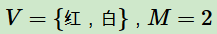 V = {红，白}，M = 2